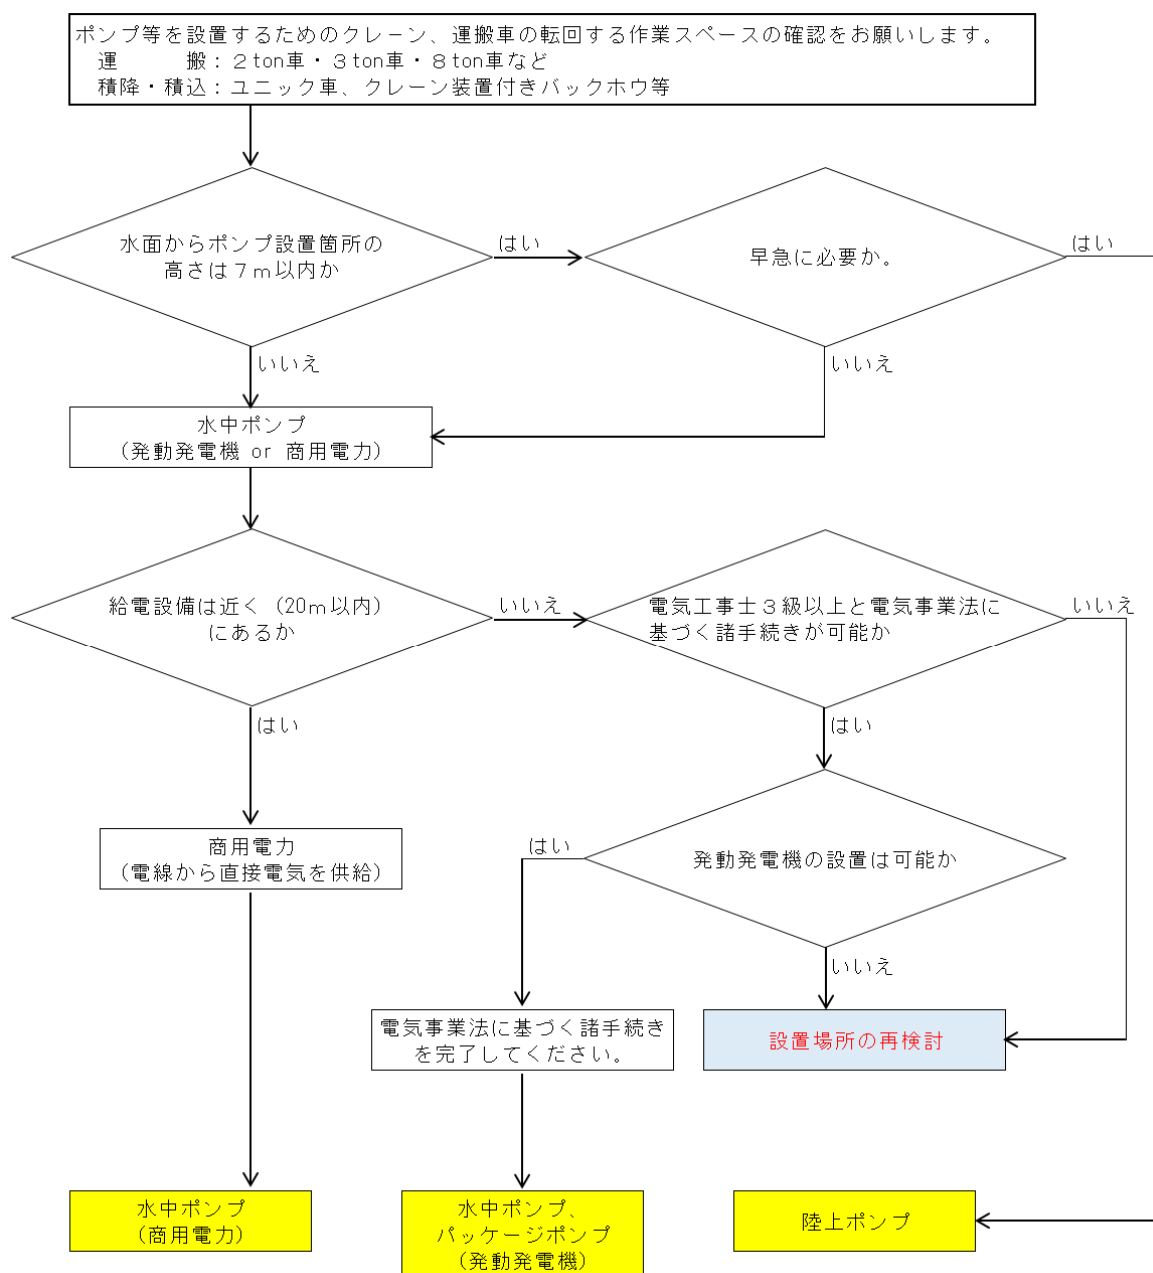 ポンプ等を設置するためのクレーン、運搬車の転回する作業スペースの確認をお願いします。
運　　　搬：２ton車・３ton車・８ton車など
積降・積込：ユニック車、クレーン装置付きバックホウ等
水面からポンプ設置箇所の
高さは７ｍ以内か
はい
早急に必要か。
はい
いいえ
いいえ
水中ポンプ
（発動発電機 or 商用電力）
給電設備は近く（20ｍ以内）
にあるか
いいえ
電気工事士３級以上と電気事業法に
基づく諸手続きが可能か
いいえ
はい
はい
商用電力
（電線から直接電気を供給）
はい
発動発電機の設置は可能か
いいえ
電気事業法に基づく諸手続き
を完了してください。
設置場所の再検討
水中ポンプ
（商用電力）
水中ポンプ、
パッケージポンプ
（発動発電機）
陸上ポンプ